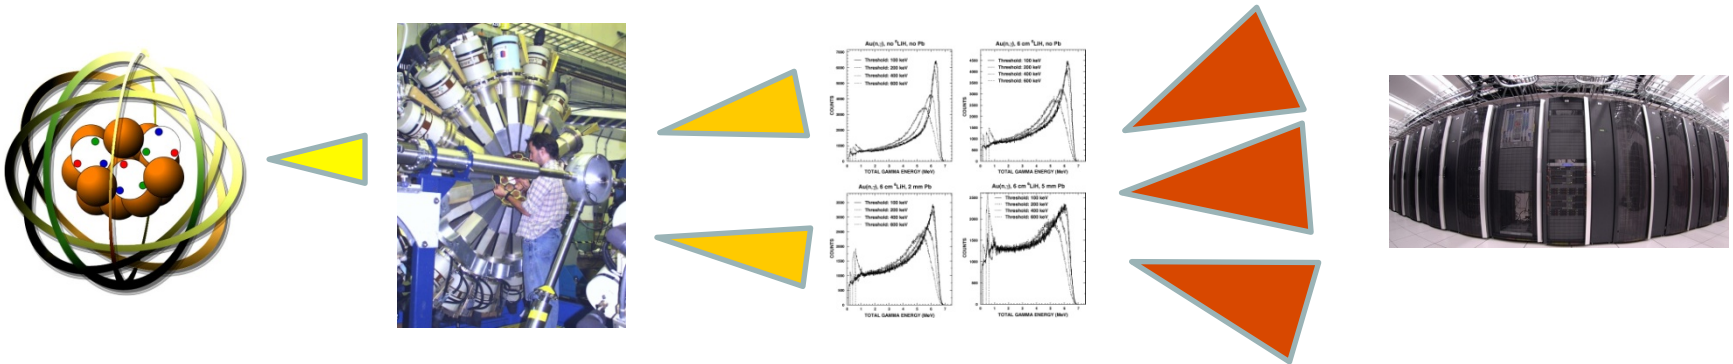 Au(n,γ), no ⁶LiH, no Pb
Threshold: 100 keV
Threshold: 200 keV
Threshold: 400 keV
Threshold: 600 keV
COUNTS
TOTAL GAMMA ENERGY (MeV)
Au(n,γ), 6 cm ⁶LiH, no Pb
Threshold: 100 keV
Threshold: 200 keV
Threshold: 400 keV
Threshold: 600 keV
COUNTS
TOTAL GAMMA ENERGY (MeV)
Au(n,γ), 6 cm ⁶LiH, 2 mm Pb
Threshold: 100 keV
Threshold: 200 keV
Threshold: 400 keV
Threshold: 600 keV
COUNTS
TOTAL GAMMA ENERGY (MeV)
Au(n,γ), 6 cm ⁶LiH, 5 mm Pb
Threshold: 100 keV
Threshold: 200 keV
Threshold: 400 keV
Threshold: 600 keV
COUNTS
TOTAL GAMMA ENERGY (MeV)